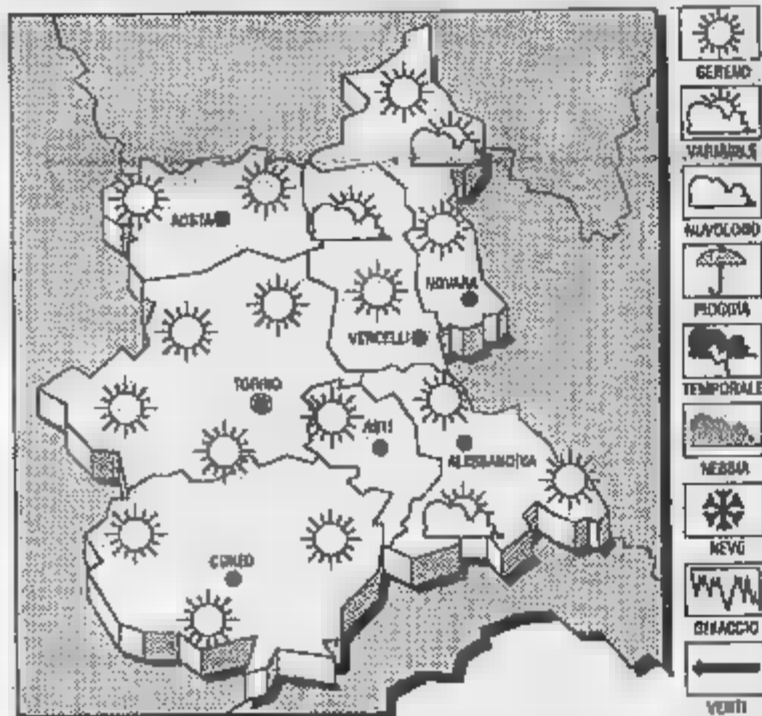 AOSTA
NOVARA
VERCELLI
TORINO
ASTI
ALESSANDRIA
CUNEO
SERENO
VARIABILE
NUVOLOSO
PIOGGIA
TEMPORALE
NEBBIA
NEVE
GHIACCIO
VENTI